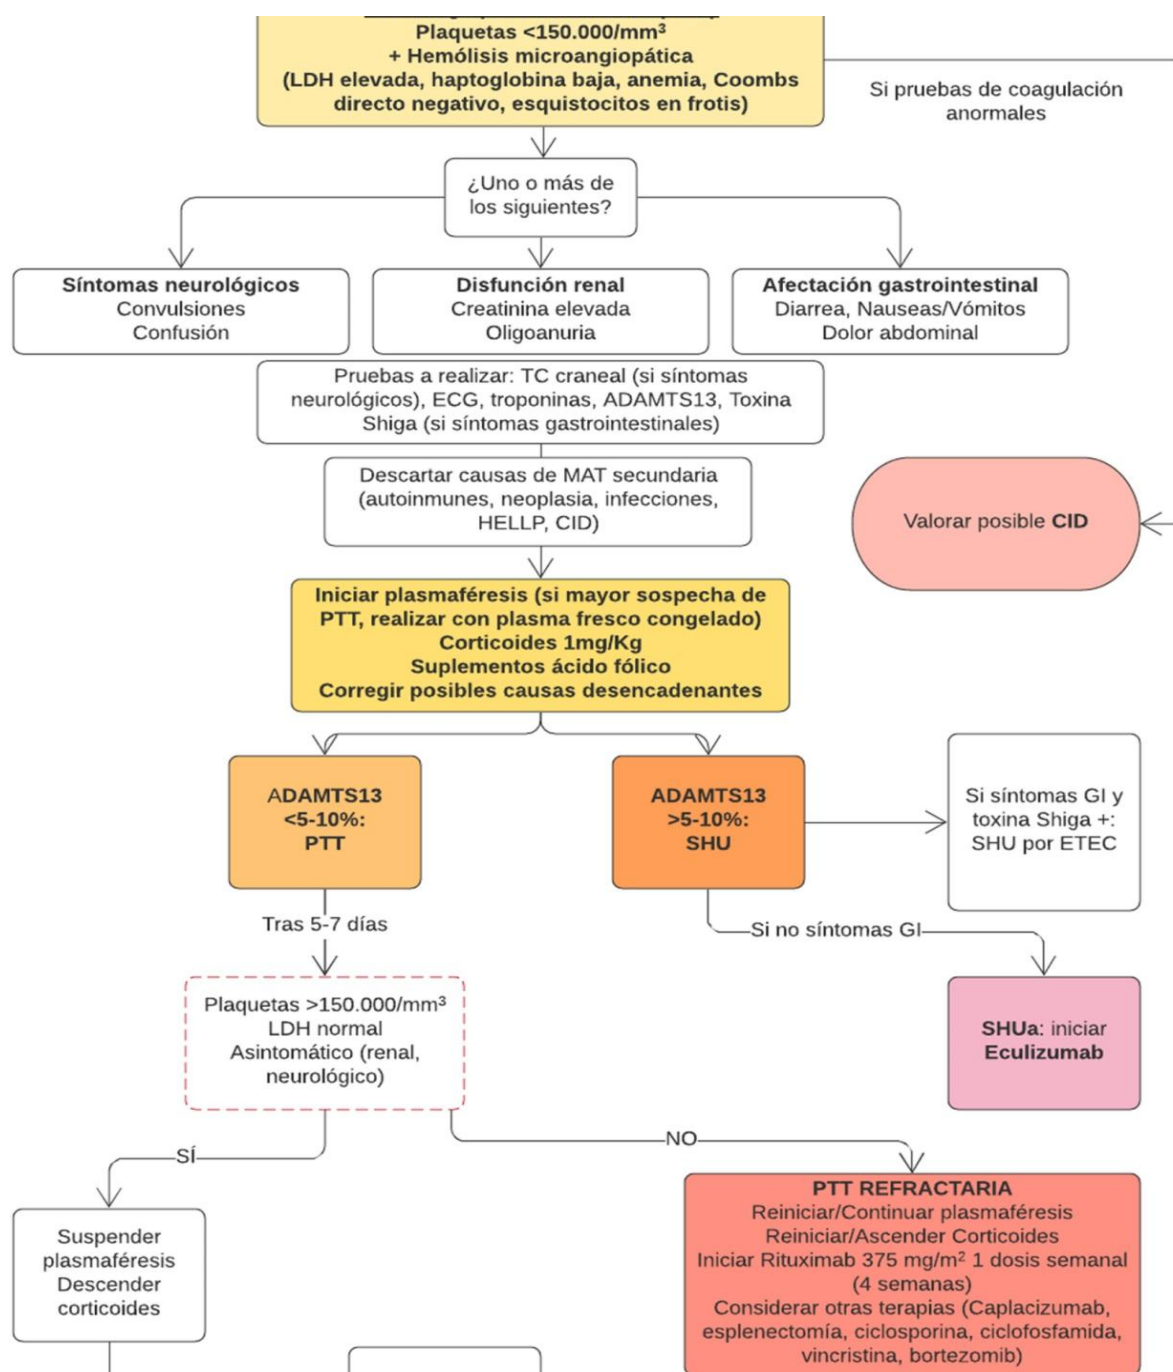 Plaquetas <150.000/mm³
+ Hemólisis microangiopática
(LDH elevada, haptoglobina baja, anemia, Coombs
directo negativo, esquistocitos en frotis)
Si pruebas de coagulación
anormales
¿Uno o más de
los siguientes?
Síntomas neurológicos
Convulsiones
Confusión
Disfunción renal
Creatinina elevada
Oligoanuria
Afectación gastrointestinal
Diarrea, Nauseas/Vómitos
Dolor abdominal
Pruebas a realizar: TC craneal (si síntomas
neurológicos), ECG, troponinas, ADAMTS13, Toxina
Shiga (si síntomas gastrointestinales)
Descartar causas de MAT secundaria
(autoinmunes, neoplasia, infecciones,
HELLP, CID)
Valorar posible CID
Iniciar plasmaféresis (si mayor sospecha de
PTT, realizar con plasma fresco congelado)
Corticoides 1mg/Kg
Suplementos ácido fólico
Corregir posibles causas desencadenantes
ADAMTS13
<5-10%:
PTT
ADAMTS13
>5-10%:
SHU
Si síntomas GI y
toxina Shiga +:
SHU por ETEC
Tras 5-7 días
Si no síntomas GI
Plaquetas >150.000/mm³
LDH normal
Asintomático (renal,
neurológico)
SHUa: iniciar
Eculizumab
SÍ
NO
Suspender
plasmaféresis
Descender
corticoides
PTT REFRACTARIA
Reiniciar/Continuar plasmaféresis
Reiniciar/Ascender Corticoides
Iniciar Rituximab 375 mg/m² 1 dosis semanal
(4 semanas)
Considerar otras terapias (Caplacizumab,
esplenectomía, ciclosporina, ciclofosfamida,
vincristina, bortezomib)